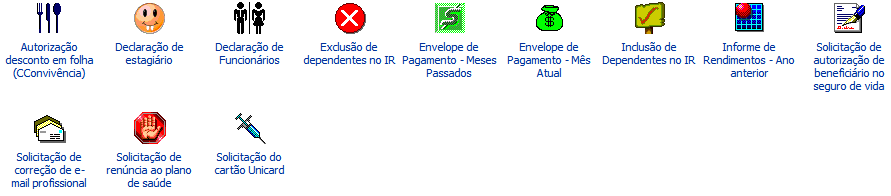 Autorização
desconto em folha
(CConvivência)
Declaração de
estagiário
Declaração de
Funcionários
Exclusão de
dependentes no IR
Envelope de
Pagamento - Meses
Passados
Envelope de
Pagamento - Mês
Atual
Inclusão de
Dependentes no IR
Informe de
Rendimentos - Ano
anterior
Solicitação de
autorização de
beneficiário no
seguro de vida
Solicitação de
correção de e-
mail profissional
Solicitação de
renúncia ao plano
de saúde
Solicitação do
cartão Unicard